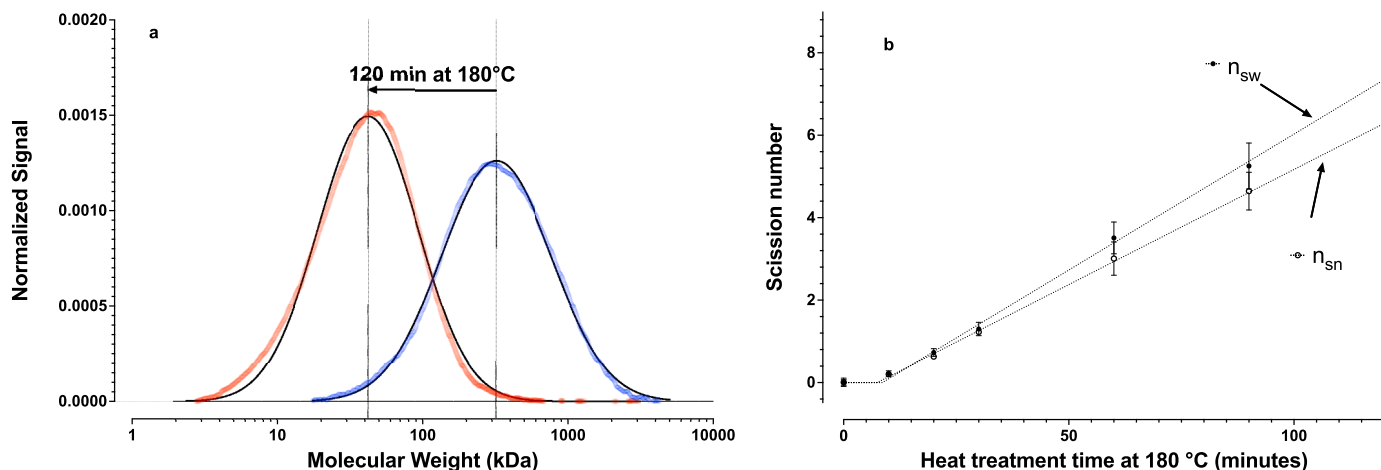 a
120 min at 180°C
0.0020
0.0015
0.0010
0.0005
0.0000
Normalized Signal
1 10 100 1000 10000
Molecular Weight (kDa)
b
n_sw
n_sn
8
6
4
2
0
Scission number
0 50 100
Heat treatment time at 180 °C (minutes)